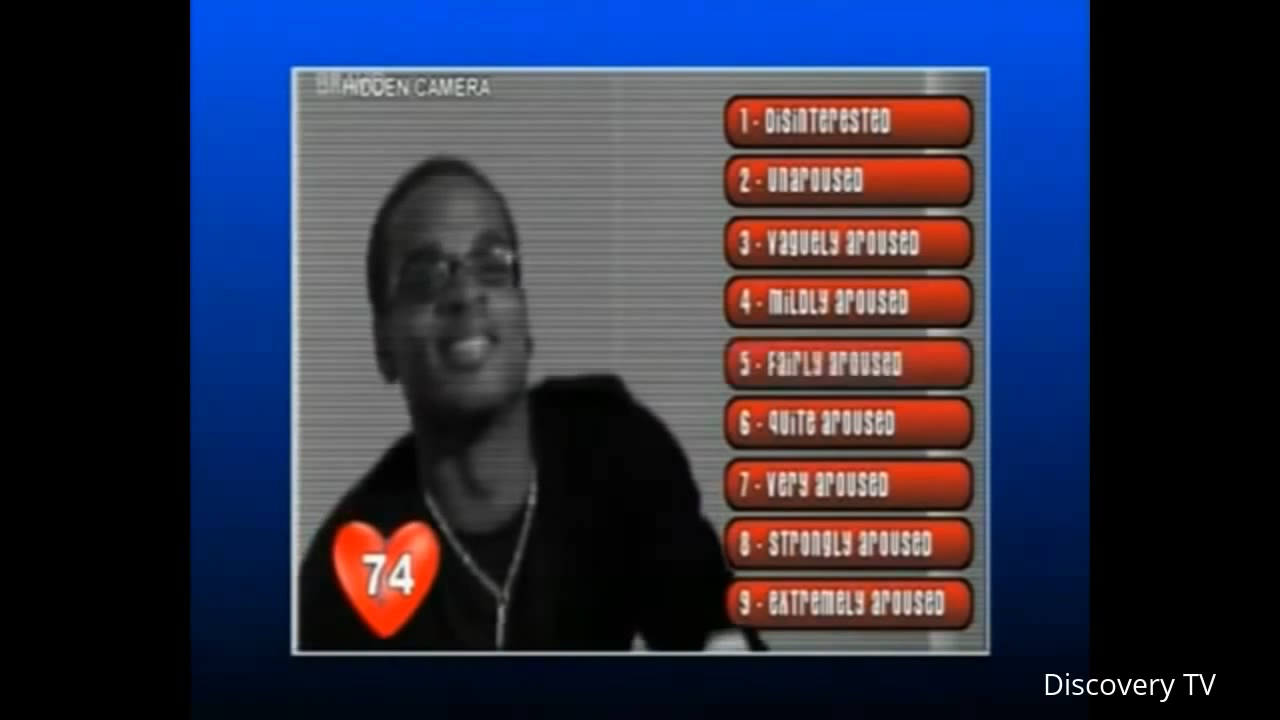 HIDDEN CAMERA
1 - DiSiNTERESTED
2 - UNAROUSED
3 - VAGUELY AROUSED
4 - MiLDLY AROUSED
5 - FAIRLY AROUSED
6 - QUiTE AROUSED
7 - VERY AROUSED
8 - STRONGLY AROUSED
9 - EXTREMELY AROUSED
74
Discovery TV